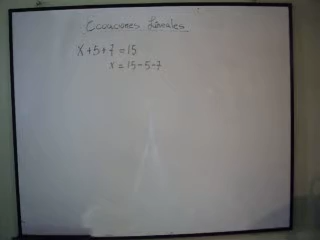 Ecuaciones Lineales
x + 5 + 7 = 15
x = 15 - 5 - 7